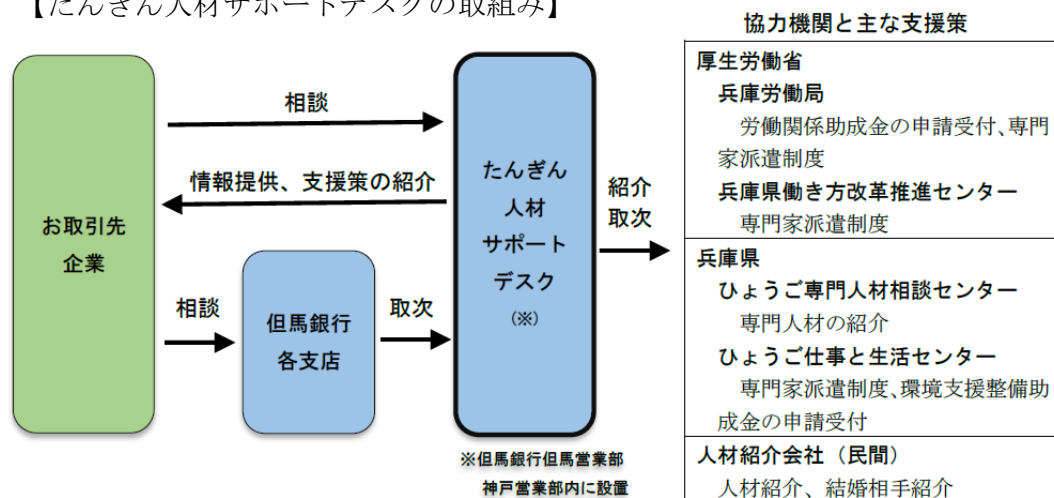 【たんぎん人材サポートデスクの取組み】
協力機関と主な支援策
お取引先
企業
相談
情報提供、支援策の紹介
相談
但馬銀行
各支店
取次
たんぎん
人材
サポート
デスク
（※）
※但馬銀行但馬営業部
神戸営業部内に設置
紹介
取次
厚生労働省
兵庫労働局
労働関係助成金の申請受付、専門
家派遣制度
兵庫県働き方改革推進センター
専門家派遣制度
兵庫県
ひょうご専門人材相談センター
専門人材の紹介
ひょうご仕事と生活センター
専門家派遣制度、環境支援整備助
成金の申請受付
人材紹介会社（民間）
人材紹介、結婚相手紹介